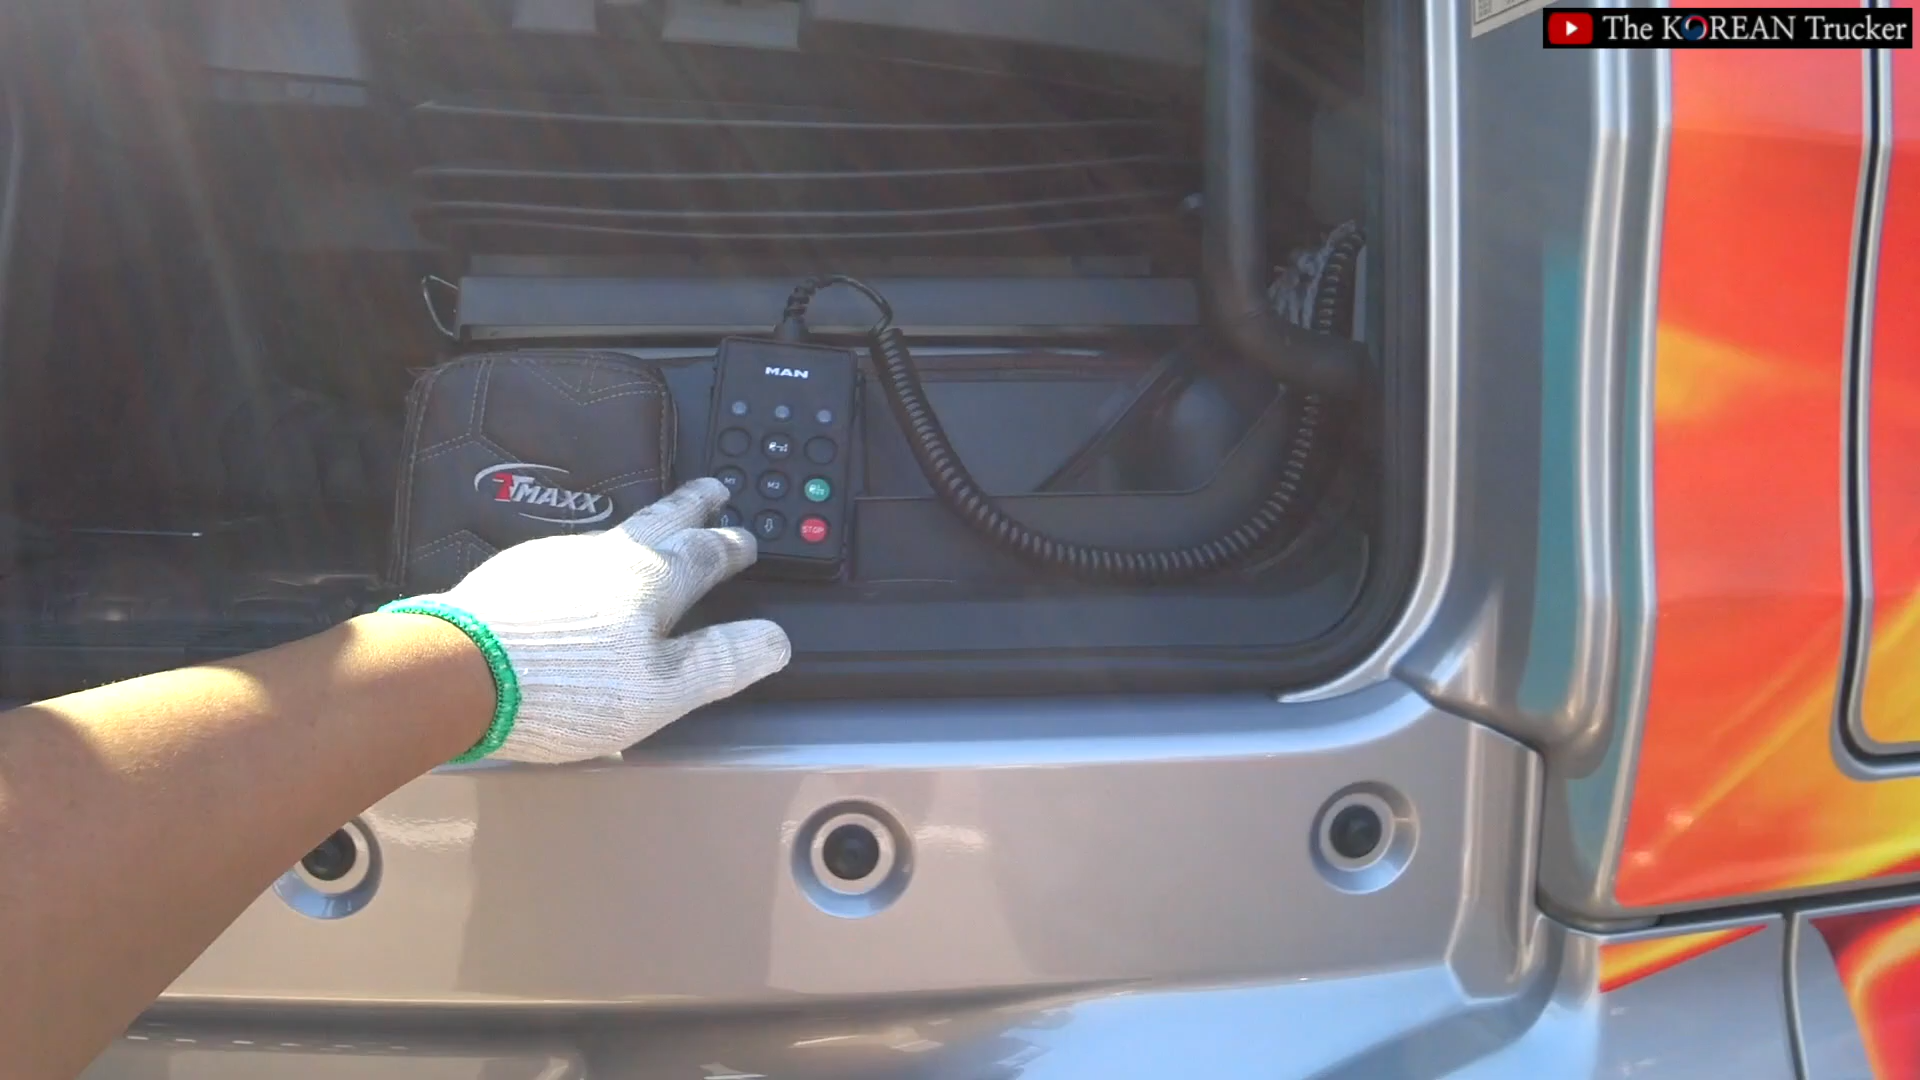 The KOREAN Trucker
MAN
TMAXX
M1 M2
STOP